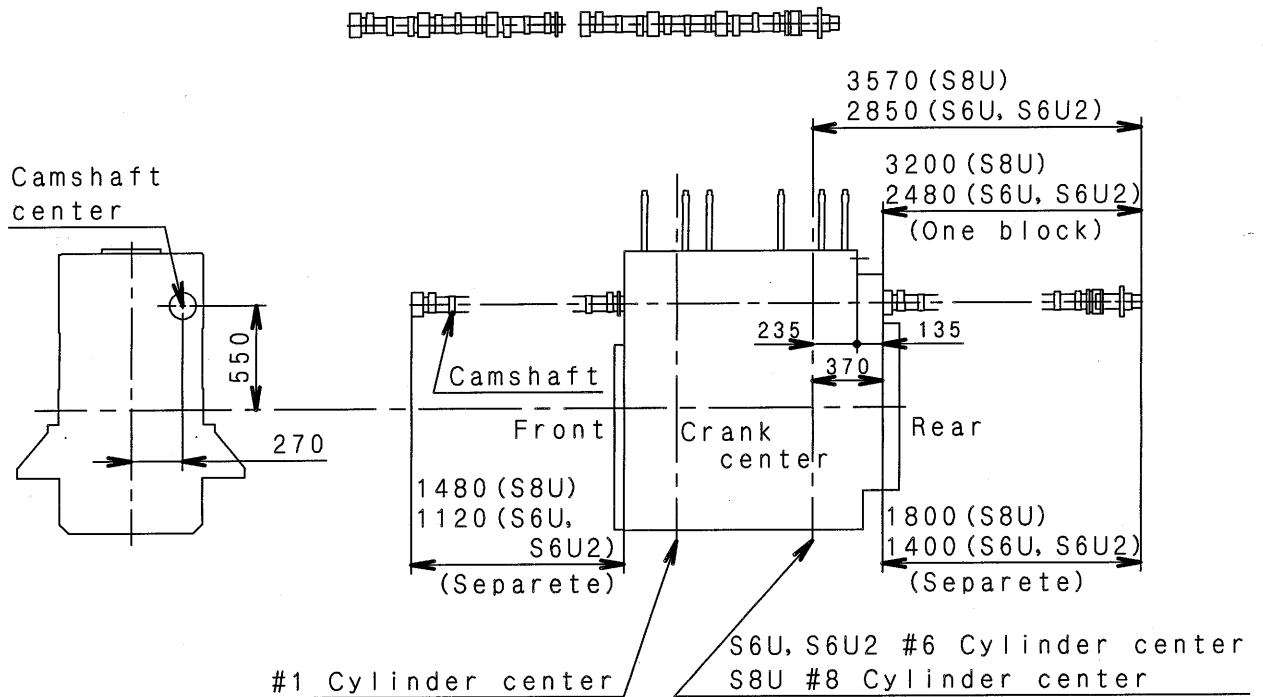 3570(S8U)
2850(S6U, S6U2)
3200(S8U)
2480(S6U, S6U2)
(One block)
Camshaft
center
550
270
235
135
370
Camshaft
Front
Crank
center
Rear
1480(S8U)
1120(S6U,
S6U2)
(Separete)
1800(S8U)
1400(S6U, S6U2)
(Separete)
#1 Cylinder center
S6U, S6U2 #6 Cylinder center
S8U #8 Cylinder center